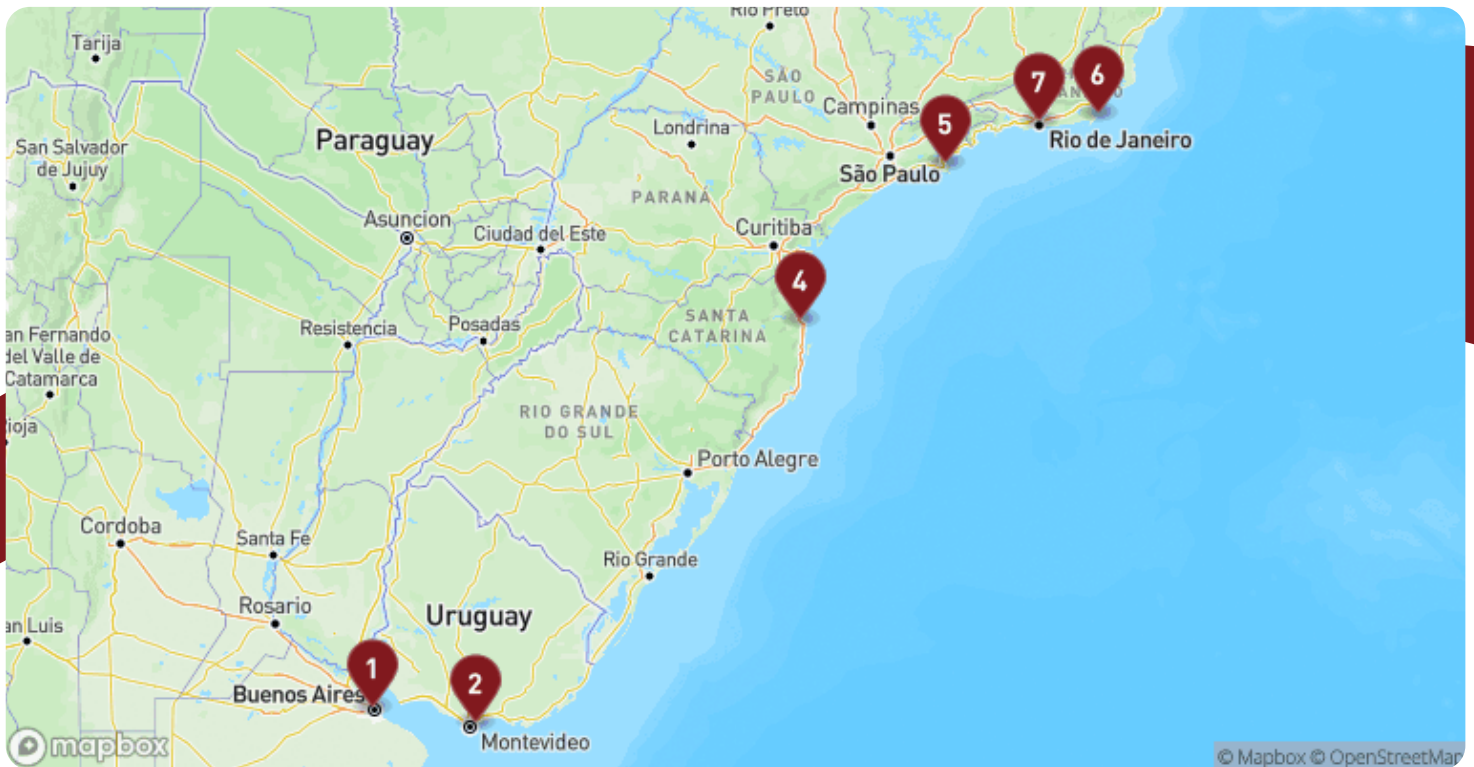 Rio Preto
Tarija
SÃO
PAULO
7
6
Campinas
5
Londrina
Paraguay
Rio de Janeiro
San Salvador
de Jujuy
São Paulo
PARANÁ
Asuncion
Ciudad del Este
Curitiba
4
SANTA
CATARINA
Resistencia
Posadas
an Fernando
del Valle de
Catamarca
RIO GRANDE
DO SUL
ioja
Porto Alegre
Cordoba
Santa Fe
Rio Grande
Rosario
Uruguay
an Luis
1
2
Buenos Aires
Montevideo
mapbox
© Mapbox © OpenStreetMap